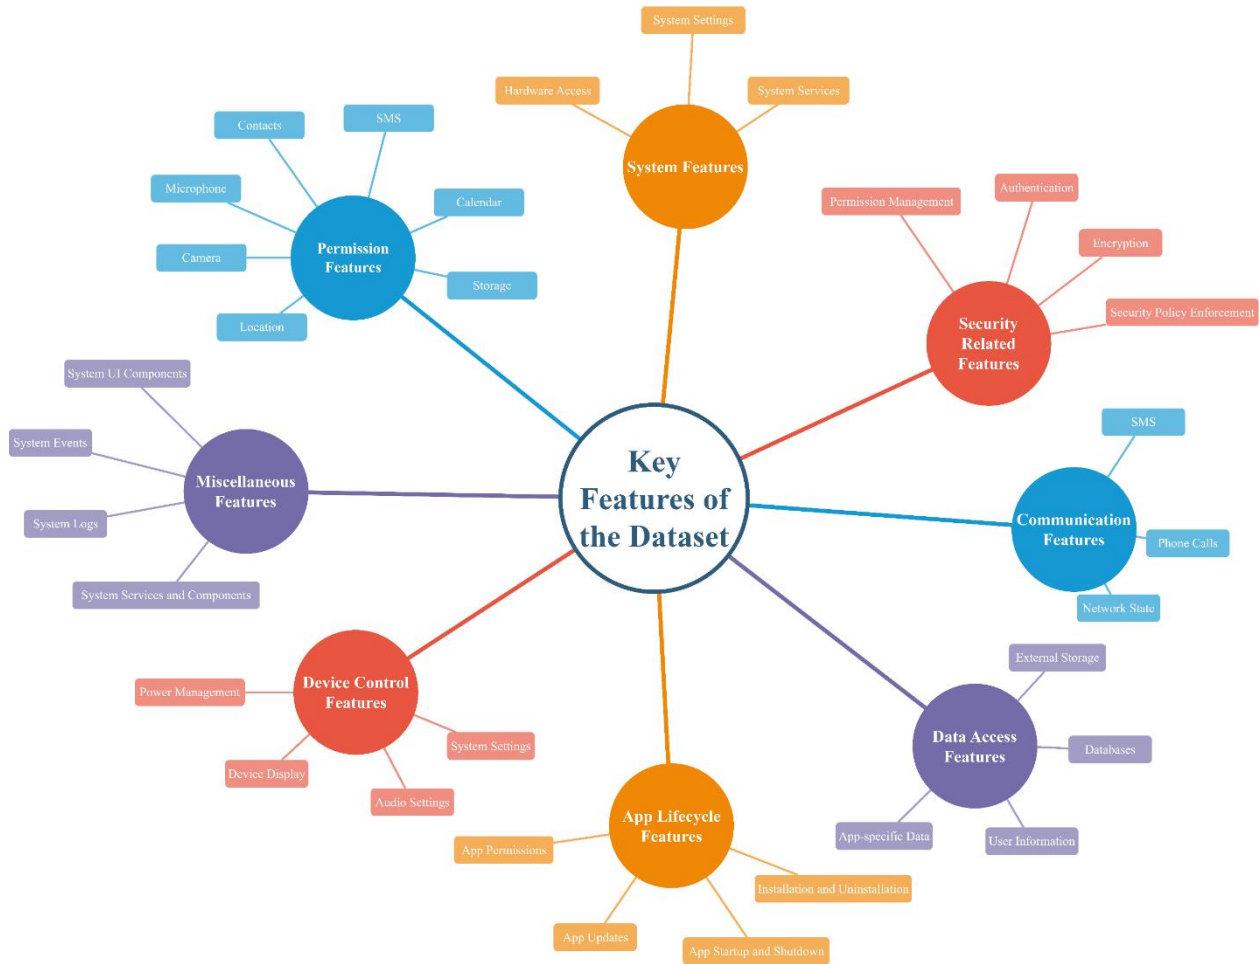 System Settings
Hardware Access
System Services
System Features
Contacts
SMS
Microphone
Calendar
Camera
Storage
Location
Permission
Features
Permission Management
Authentication
Encryption
Security Policy Enforcement
Security
Related
Features
System UI Components
System Events
System Logs
System Services and Components
Miscellaneous
Features
Key
Features of
the Dataset
SMS
Phone Calls
Network State
Communication
Features
Power Management
Device Display
Audio Settings
System Settings
Device Control
Features
External Storage
Databases
User Information
App-specific Data
Data Access
Features
App Lifecycle
Features
App Permissions
App Updates
App Startup and Shutdown
Installation and Uninstallation